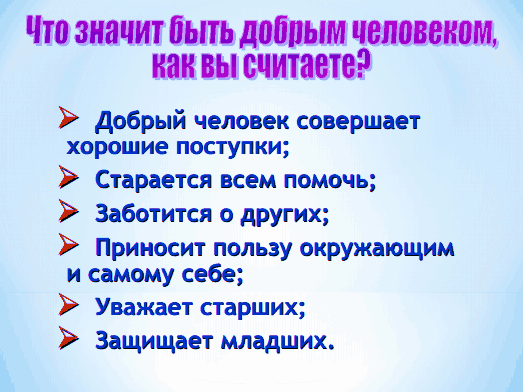 Что значит быть добрым человеком,
как вы считаете?
Добрый человек совершает
хорошие поступки;
Старается всем помочь;
Заботится о других;
Приносит пользу окружающим
и самому себе;
Уважает старших;
Защищает младших.